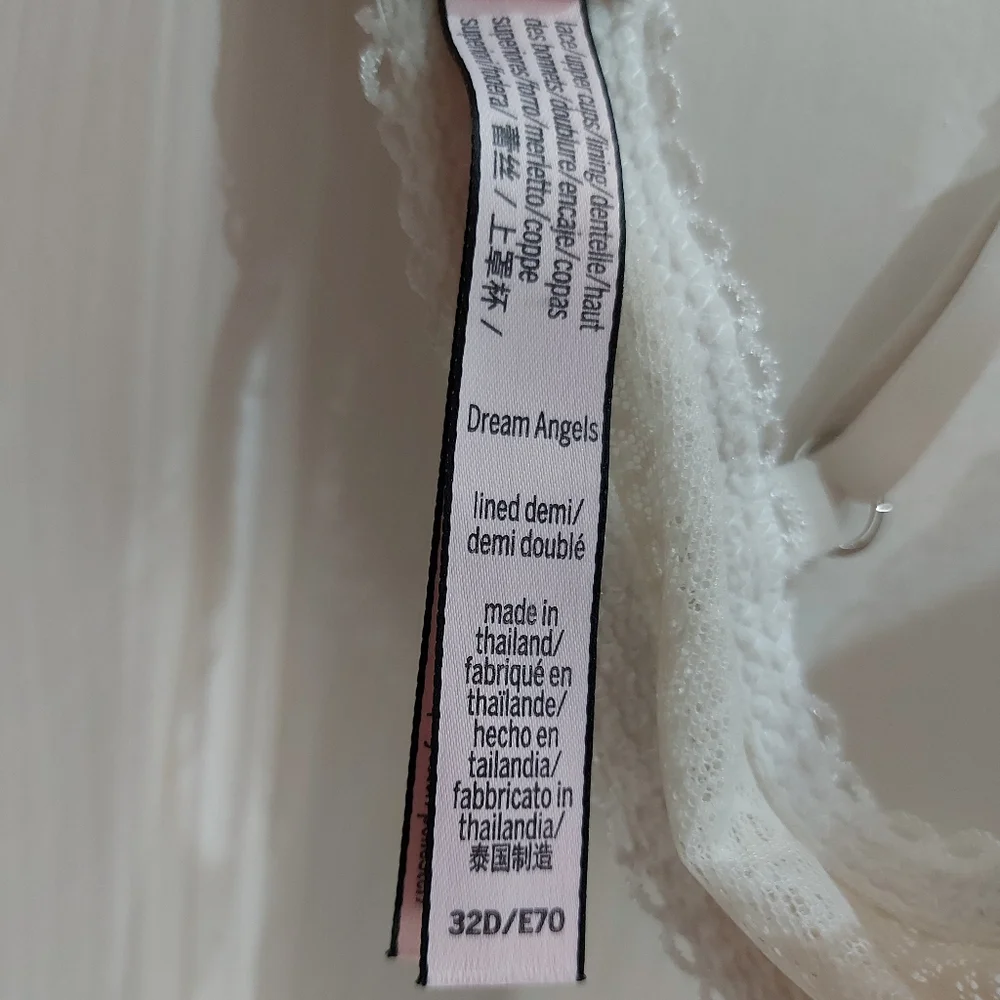 lace/upper cups/lining/dentelle/haut
des bonnets/doublure/encaje/copas
superiores/forro/merletto/coppe
superiori/fodera/ 蕾丝 / 上罩杯 /
Dream Angels
lined demi/
demi doublé
made in
thailand/
fabriqué en
thaïlande/
hecho en
tailandia/
fabbricato in
thailandia/
泰国制造
32D/E70